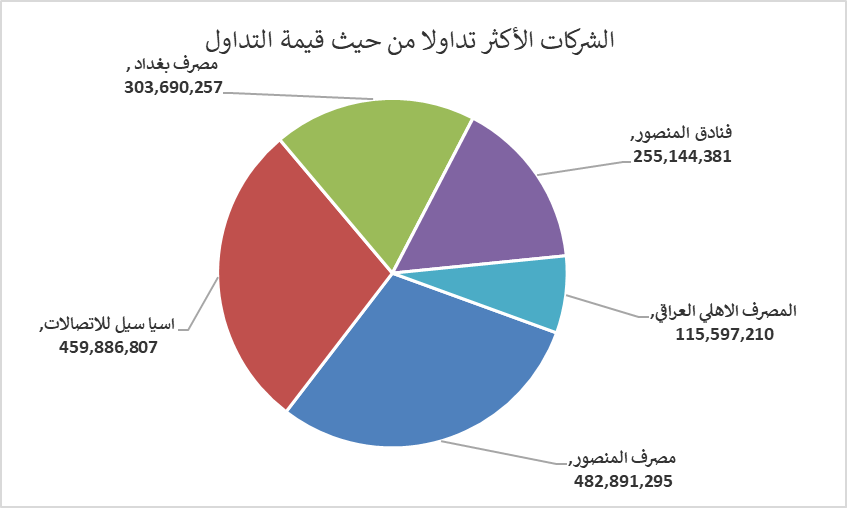 الشركات الأكثر تداولا من حيث قيمة التداول
مصرف بغداد ,
303,690,257
فنادق المنصور,
255,144,381
المصرف الاهلي العراقي,
115,597,210
اسيا سيل للاتصالات,
459,886,807
مصرف المنصور,
482,891,295